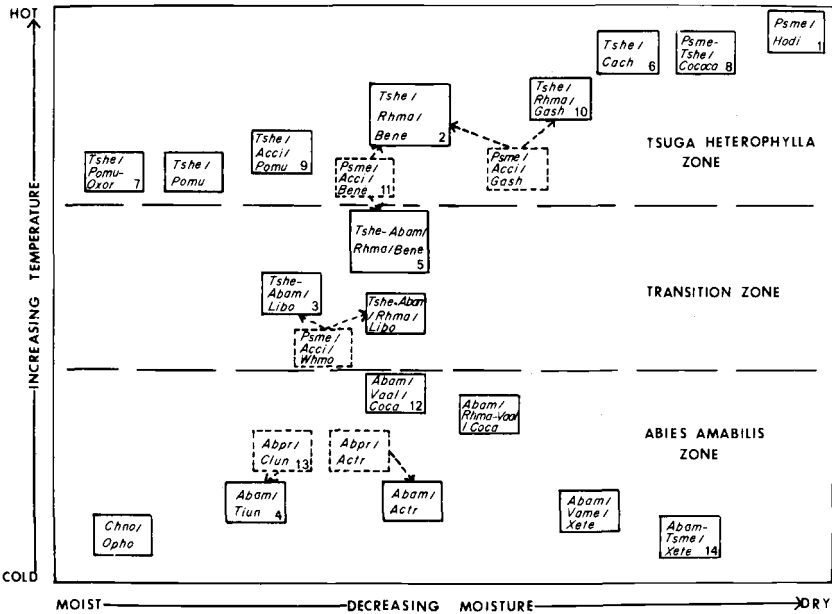 HOT
INCREASING TEMPERATURE
COLD
Psme/
Hodi 1
Tshe/
Cach 6
Psme-
Tshe/
Cococa 8
Tshe/
Rhma/
Gash 10
Tshe/
Rhma/
Bene 2
TSUGA HETEROPHYLLA
ZONE
Tshe/
Acci/
Pomu 9
Tshe/
Pomu-
Oxor 7
Tshe/
Pomu
Psme/
Acci/
Bene 11
Psme/
Acci/
Gash
Tshe-Abam/
Rhma/Bene
5
Tshe-
Abam/
Libo 3
Tshe-Abam
/Rhma/
Libo
TRANSITION ZONE
Psme/
Acci/
Whmo
Abam/
Vaal/
Coca 12
Abam/
Rhma-Vaal
/Coca
ABIES AMABILIS
ZONE
Abpr/
Clun 13
Abpr/
Actr
Abam/
Tiun 4
Abam/
Actr
Abam/
Vame/
Xete
Chno/
Opho
Abam-
Tsme/
Xete 14
MOIST DECREASING MOISTURE DRY